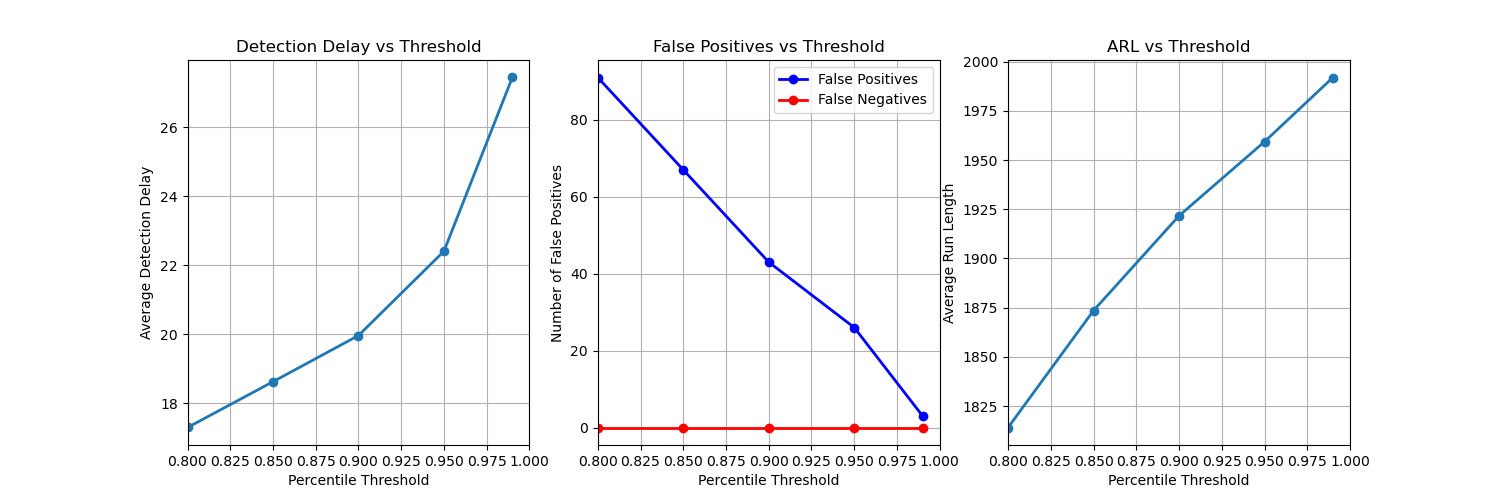 Detection Delay vs Threshold
Average Detection Delay
26
24
22
20
18
0.800 0.825 0.850 0.875 0.900 0.925 0.950 0.975 1.000
Percentile Threshold
False Positives vs Threshold
False Positives
False Negatives
Number of False Positives
80
60
40
20
0
0.800 0.825 0.850 0.875 0.900 0.925 0.950 0.975 1.000
Percentile Threshold
ARL vs Threshold
Average Run Length
2000
1975
1950
1925
1900
1875
1850
1825
0.800 0.825 0.850 0.875 0.900 0.925 0.950 0.975 1.000
Percentile Threshold